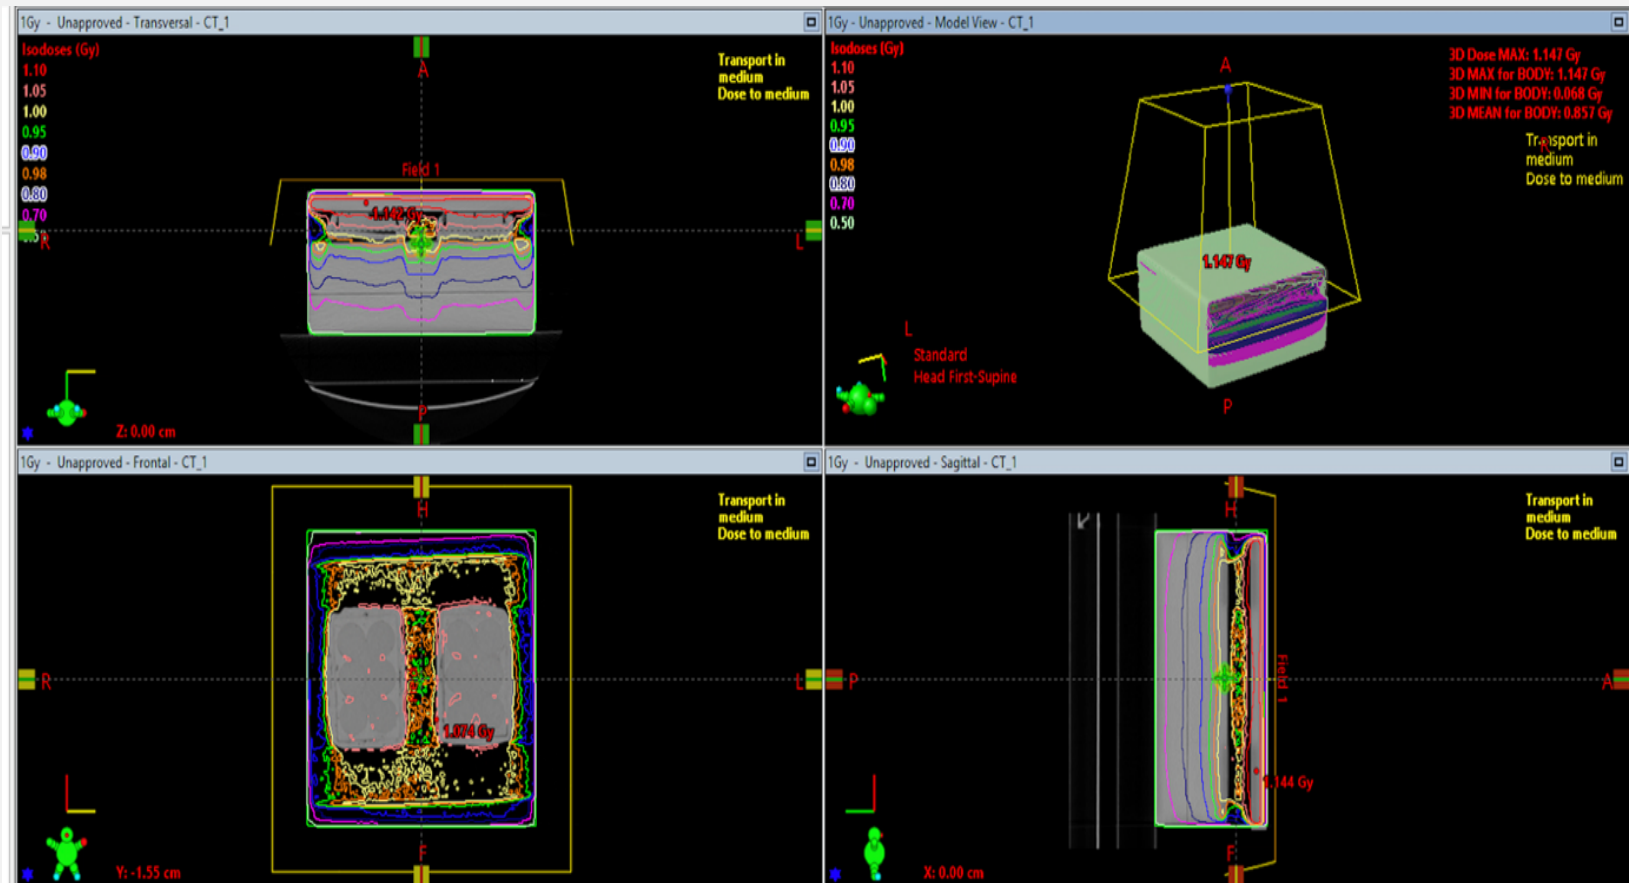 1Gy - Unapproved - Transversal - CT_1
Isodoses (Gy)
1.10
1.05
1.00
0.95
0.90
0.98
0.80
0.70
Transport in
medium
Dose to medium
A
Field 1
1.142 Gy
R
L
P
Z: 0.00 cm
1Gy - Unapproved - Model View - CT_1
Isodoses (Gy)
1.10
1.05
1.00
0.95
0.90
0.98
0.80
0.70
0.50
A
3D Dose MAX: 1.147 Gy
3D MAX for BODY: 1.147 Gy
3D MIN for BODY: 0.068 Gy
3D MEAN for BODY: 0.857 Gy
Transport in
medium
Dose to medium
R
1.147 Gy
L
Standard
Head First-Supine
P
1Gy - Unapproved - Frontal - CT_1
Transport in
medium
Dose to medium
H
R
L
1.074 Gy
F
Y: -1.55 cm
1Gy - Unapproved - Sagittal - CT_1
Transport in
medium
Dose to medium
H
P
A
Field 1
1.144 Gy
F
X: 0.00 cm